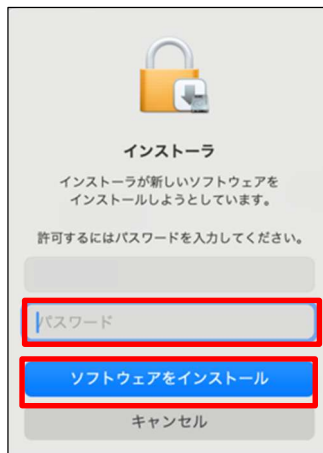 インストーラ
インストーラが新しいソフトウェアを
インストールしようとしています。
許可するにはパスワードを入力してください。
パスワード
ソフトウェアをインストール
キャンセル